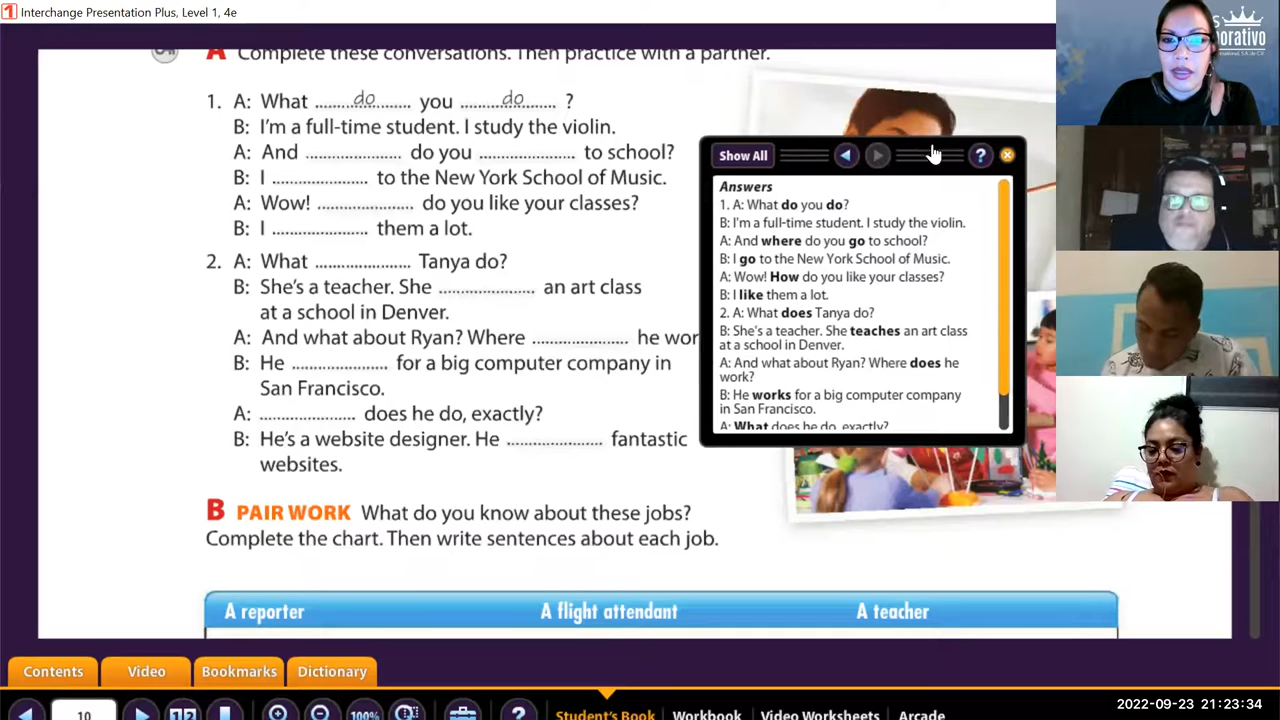 Interchange Presentation Plus, Level 1, 4e
A Complete these conversations. Then practice with a partner.
1. A: What ....do.... you ....do.... ?
B: I'm a full-time student. I study the violin.
A: And .................... do you .................... to school?
B: I .................... to the New York School of Music.
A: Wow! .................... do you like your classes?
B: I .................... them a lot.
2. A: What .................... Tanya do?
B: She's a teacher. She .................... an art class
at a school in Denver.
A: And what about Ryan? Where .................... he wor
B: He .................... for a big computer company in
San Francisco.
A: .................... does he do, exactly?
B: He's a website designer. He .................... fantastic
websites.
B PAIR WORK What do you know about these jobs?
Complete the chart. Then write sentences about each job.
A reporter A flight attendant A teacher
Show All ?
Answers
1. A: What do you do?
B: I'm a full-time student. I study the violin.
A: And where do you go to school?
B: I go to the New York School of Music.
A: Wow! How do you like your classes?
B: I like them a lot.
2. A: What does Tanya do?
B: She's a teacher. She teaches an art class
at a school in Denver.
A: And what about Ryan? Where does he
work?
B: He works for a big computer company
in San Francisco.
A: What does he do, exactly?
Contents Video Bookmarks Dictionary
10 1 2 100% ? Student's Book Workbook Video Worksheets Arcade
2022-09-23 21:23:34